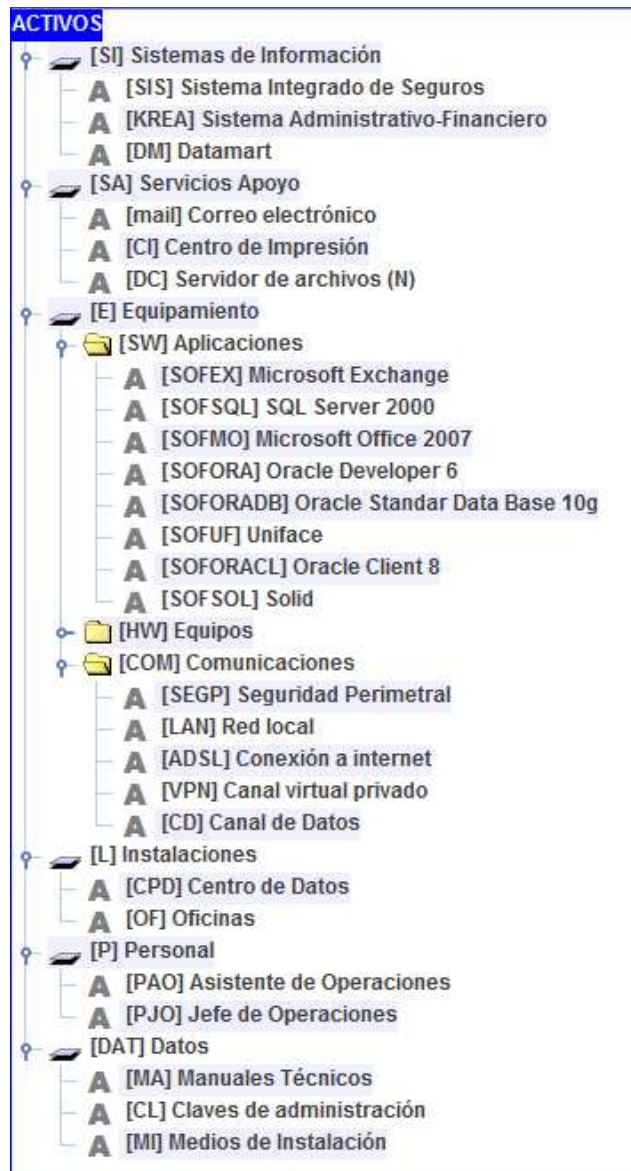 ACTIVOS
[SI] Sistemas de Información
[SIS] Sistema Integrado de Seguros
[KREA] Sistema Administrativo-Financiero
[DM] Datamart
[SA] Servicios Apoyo
[mail] Correo electrónico
[CI] Centro de Impresión
[DC] Servidor de archivos (N)
[E] Equipamiento
[SW] Aplicaciones
[SOFEX] Microsoft Exchange
[SOFSQL] SQL Server 2000
[SOFMO] Microsoft Office 2007
[SOFORA] Oracle Developer 6
[SOFORADB] Oracle Standar Data Base 10g
[SOFUF] Uniface
[SOFORACL] Oracle Client 8
[SOFSOL] Solid
[HW] Equipos
[COM] Comunicaciones
[SEGP] Seguridad Perimetral
[LAN] Red local
[ADSL] Conexión a internet
[VPN] Canal virtual privado
[CD] Canal de Datos
[L] Instalaciones
[CPD] Centro de Datos
[OF] Oficinas
[P] Personal
[PAO] Asistente de Operaciones
[PJO] Jefe de Operaciones
[DAT] Datos
[MA] Manuales Técnicos
[CL] Claves de administración
[MI] Medios de Instalación